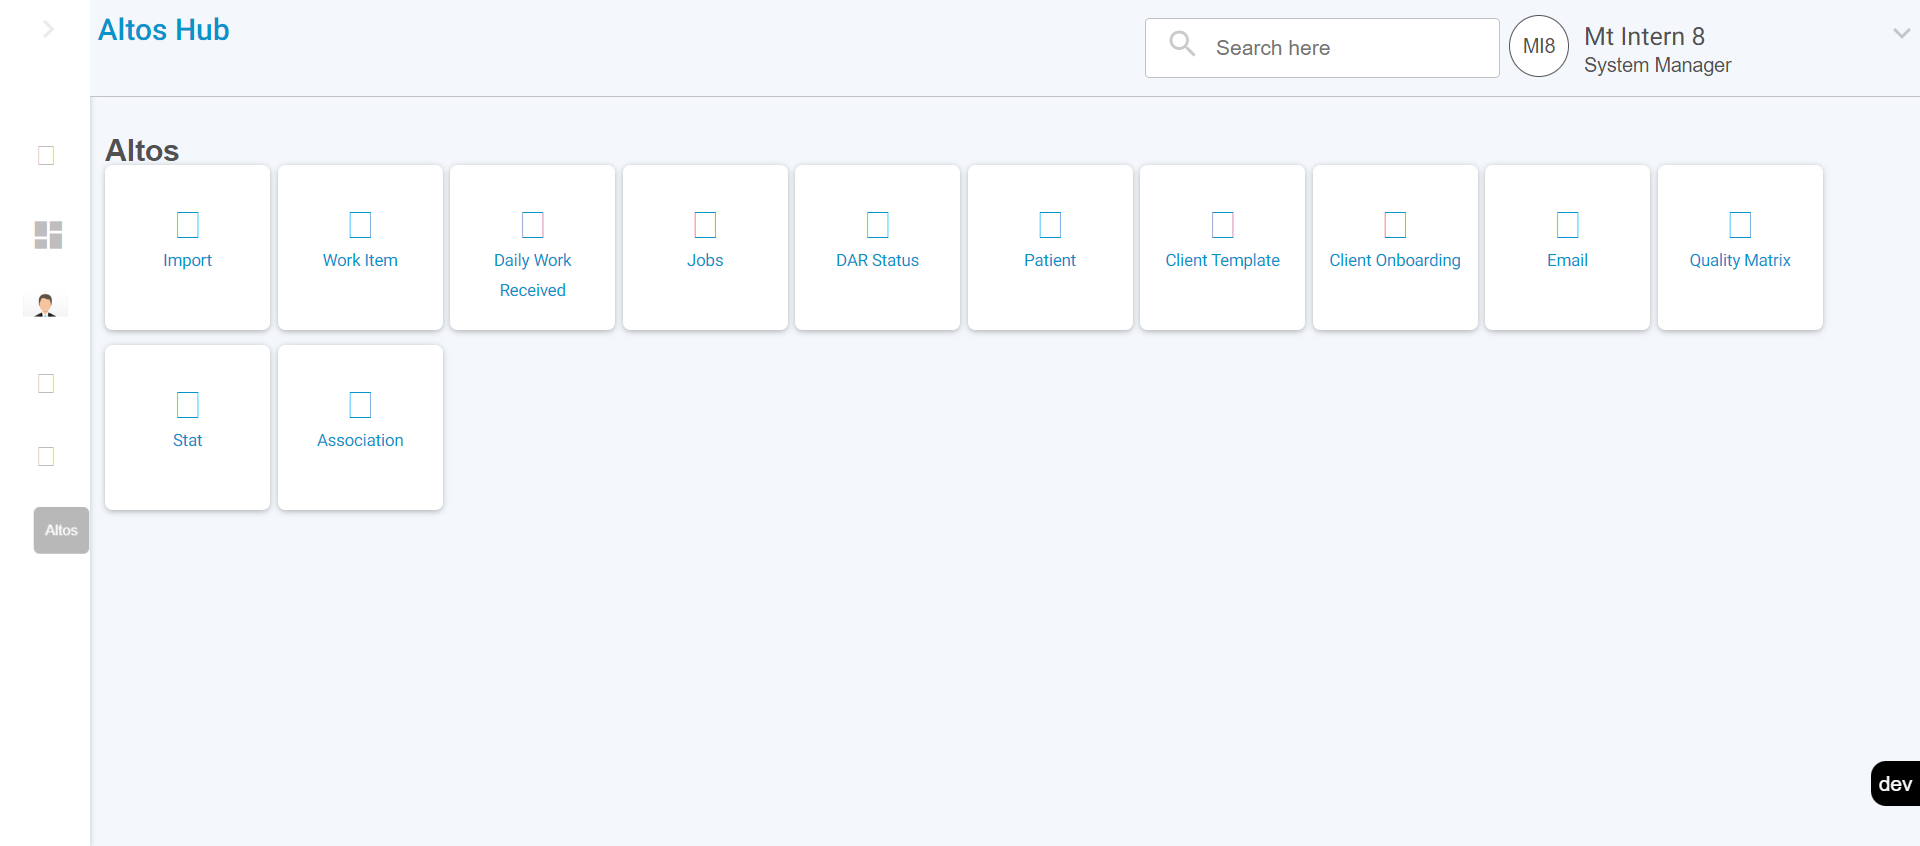 Altos Hub
Search here
MI8
Mt Intern 8
System Manager
Altos
Import
Work Item
Daily Work
Received
Jobs
DAR Status
Patient
Client Template
Client Onboarding
Email
Quality Matrix
Stat
Association
Altos
dev